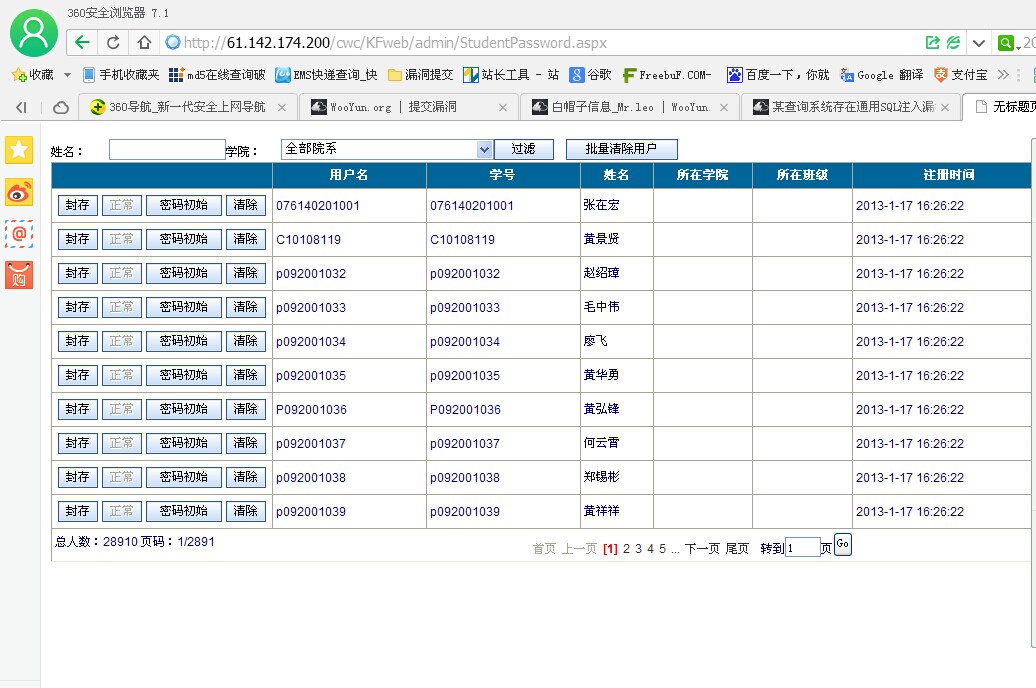 360安全浏览器 7.1
http://61.142.174.200/cwc/KFweb/admin/StudentPassword.aspx
收藏 手机收藏夹 md5在线查询破 EMS快递查询_快 漏洞提交 站长工具 - 站 谷歌 FreebuF.COM- 百度一下，你就 Google 翻译 支付宝 »
360导航_新一代安全上网导航 WooYun.org | 提交漏洞 白帽子信息_Mr.leo | WooYun. 某查询系统存在通用SQL注入漏 无标题页
姓名： 学院： 全部院系 过滤 批量清除用户
用户名 学号 姓名 所在学院 所在班级 注册时间
封存 正常 密码初始 清除 076140201001 076140201001 张在宏 2013-1-17 16:26:22
封存 正常 密码初始 清除 C10108119 C10108119 黄景贤 2013-1-17 16:26:22
封存 正常 密码初始 清除 p092001032 p092001032 赵绍璋 2013-1-17 16:26:22
封存 正常 密码初始 清除 p092001033 p092001033 毛中伟 2013-1-17 16:26:22
封存 正常 密码初始 清除 p092001034 p092001034 廖飞 2013-1-17 16:26:22
封存 正常 密码初始 清除 p092001035 p092001035 黄华勇 2013-1-17 16:26:22
封存 正常 密码初始 清除 P092001036 P092001036 黄弘锋 2013-1-17 16:26:22
封存 正常 密码初始 清除 p092001037 p092001037 何云霄 2013-1-17 16:26:22
封存 正常 密码初始 清除 p092001038 p092001038 郑锡彬 2013-1-17 16:26:22
封存 正常 密码初始 清除 p092001039 p092001039 黄祥祥 2013-1-17 16:26:22
总人数：28910 页码：1/2891
首页 上一页 [1] 2 3 4 5 ... 下一页 尾页 转到 1 页 Go
购